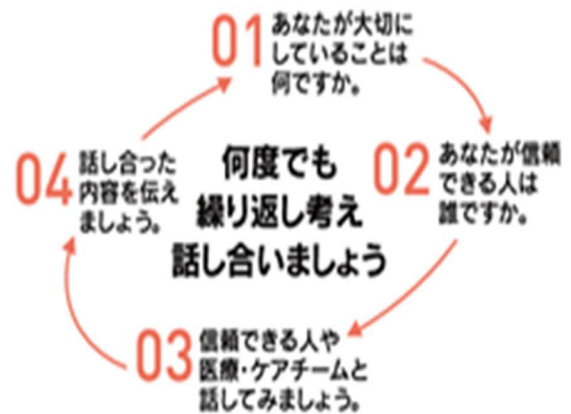 01
あなたが大切に
していることは
何ですか。
02
あなたが信頼
できる人は
誰ですか。
03
信頼できる人や
医療・ケアチームと
話してみましょう。
04
話し合った
内容を伝え
ましょう。
何度でも
繰り返し考え
話し合いましょう